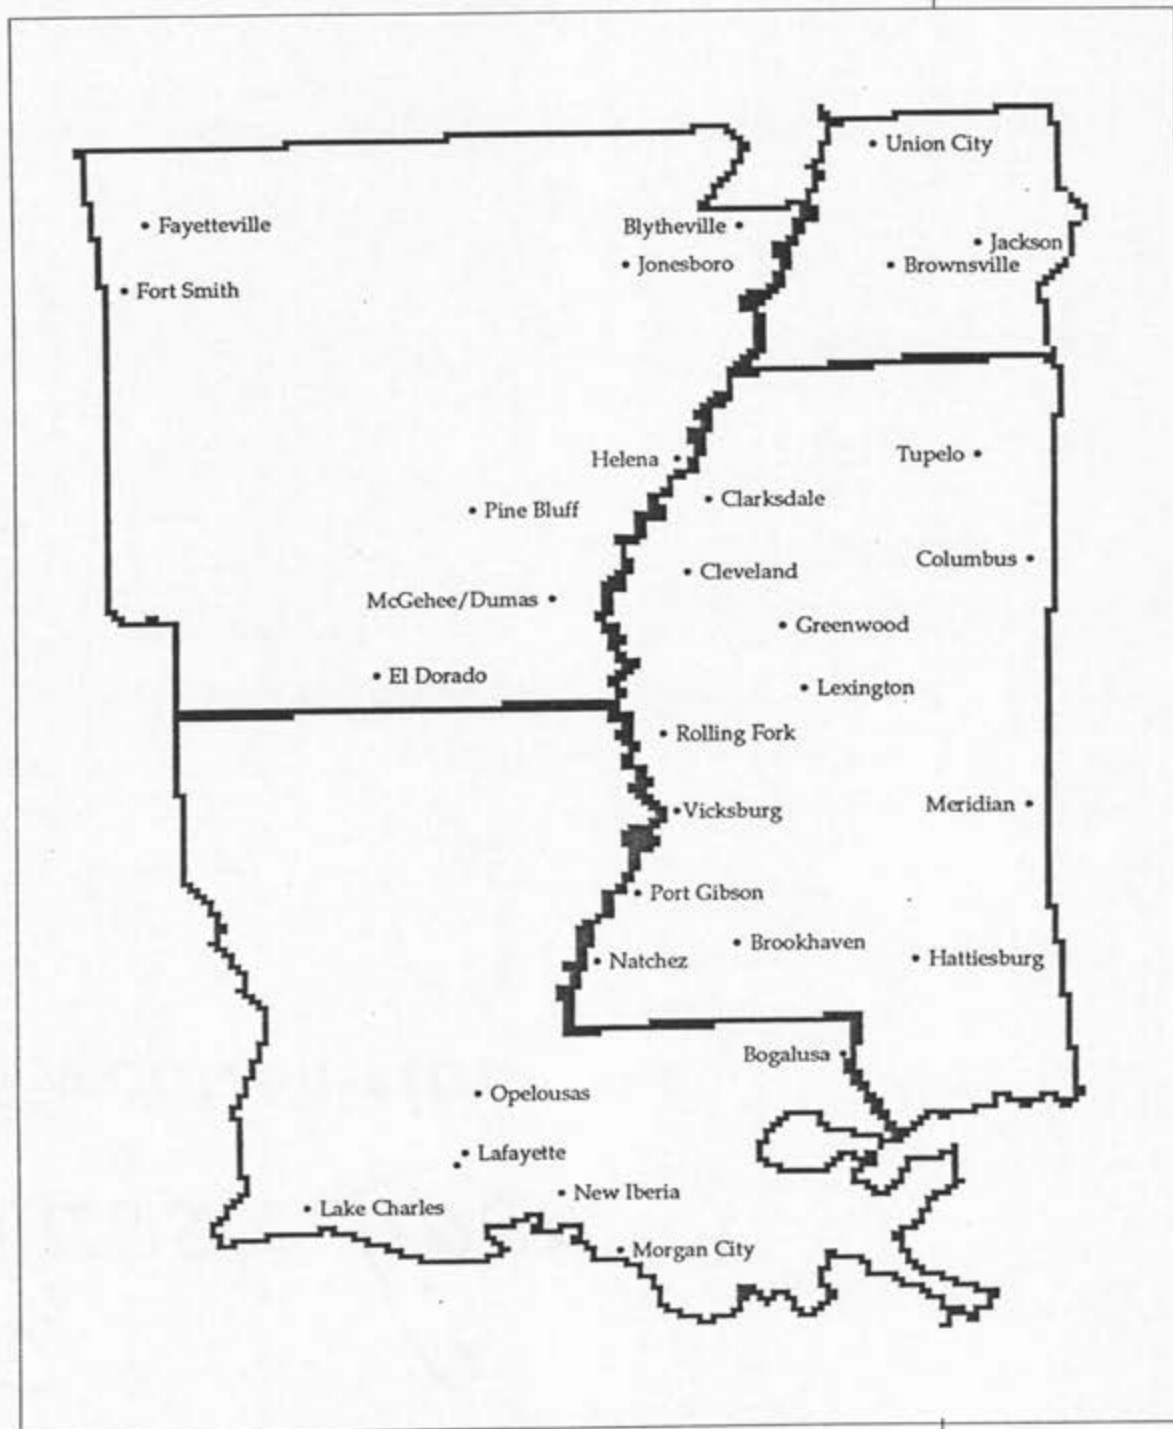 Union City
Fayetteville
Blytheville
Jackson
Jonesboro
Brownsville
Fort Smith
Helena
Tupelo
Clarksdale
Pine Bluff
Columbus
Cleveland
McGehee/Dumas
Greenwood
El Dorado
Lexington
Rolling Fork
Meridian
Vicksburg
Port Gibson
Brookhaven
Natchez
Hattiesburg
Bogalusa
Opelousas
Lafayette
New Iberia
Lake Charles
Morgan City